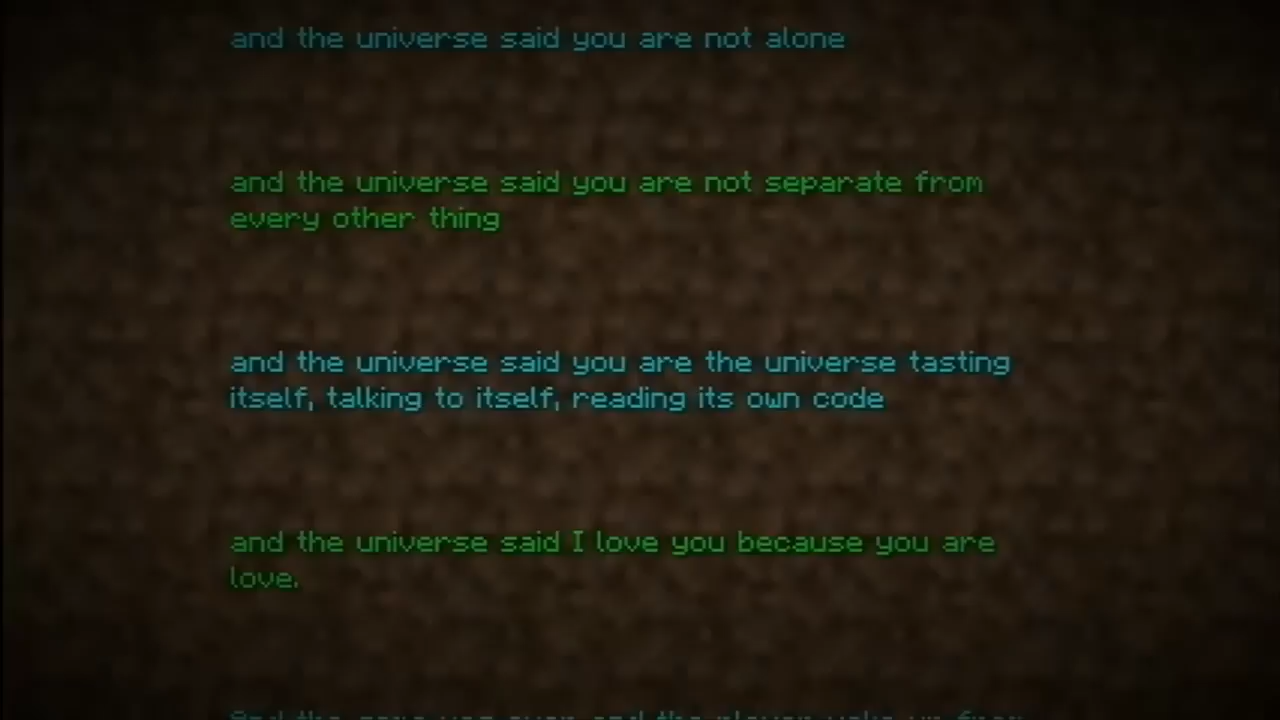 and the universe said you are not alone
and the universe said you are not separate from
every other thing
and the universe said you are the universe tasting
itself, talking to itself, reading its own code
and the universe said I love you because you are
love.